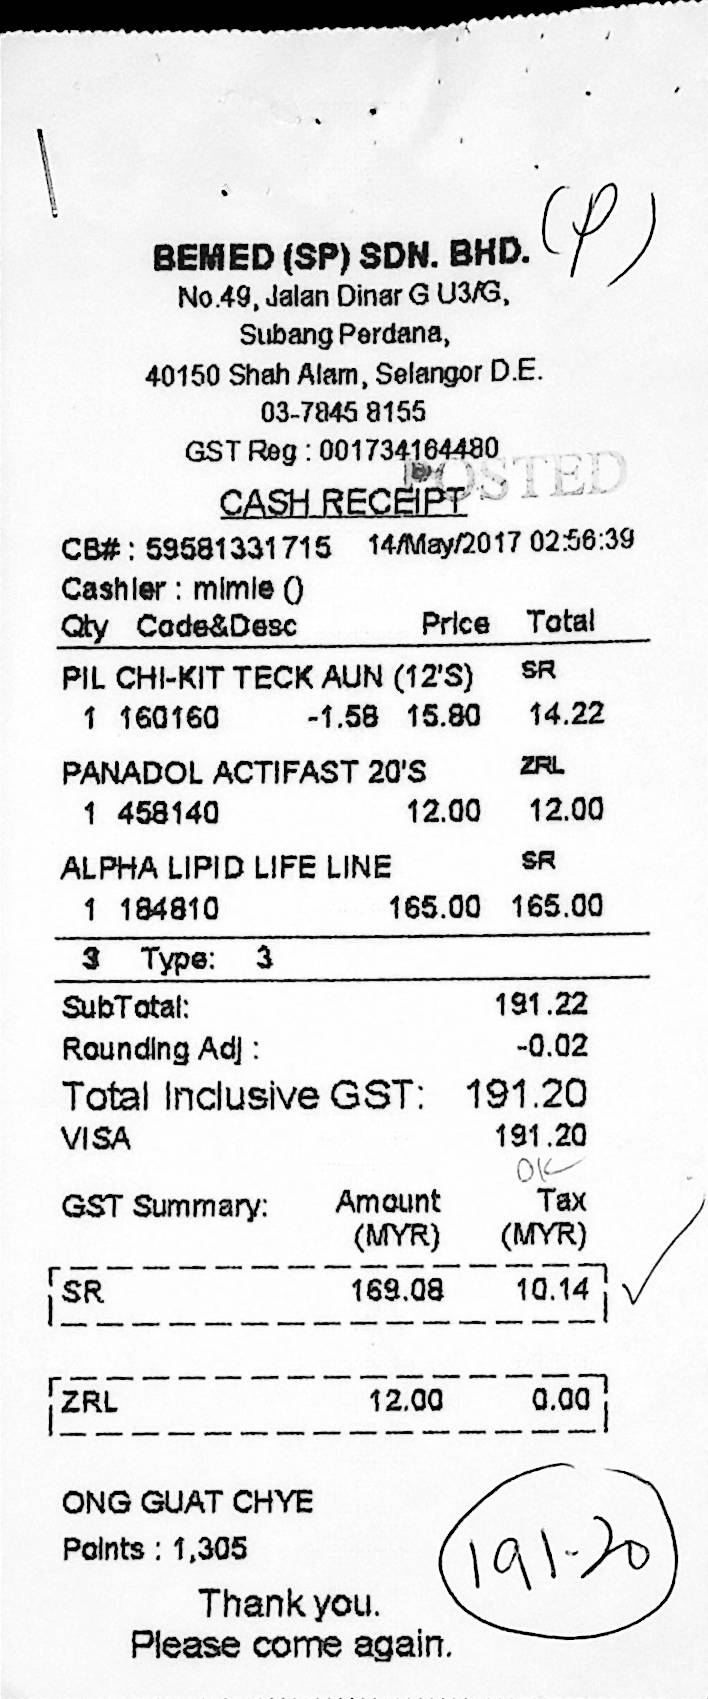 (P)
BEMED (SP) SDN. BHD.
No.49, Jalan Dinar G U3/G,
Subang Perdana,
40150 Shah Alam, Selangor D.E.
03-7845 8155
GST Reg : 001734164480
POSTED
CASH RECEIPT
CB# : 59581331715 14/May/2017 02:56:39
Cashier : mimie ()
Qty Code&Desc Price Total
PIL CHI-KIT TECK AUN (12'S) SR
1 160160 -1.58 15.80 14.22
PANADOL ACTIFAST 20'S ZRL
1 458140 12.00 12.00
ALPHA LIPID LIFE LINE SR
1 184810 165.00 165.00
3 Type: 3
SubTotal: 191.22
Rounding Adj : -0.02
Total Inclusive GST: 191.20
VISA 191.20
OK
GST Summary: Amount Tax
(MYR) (MYR)
SR 169.08 10.14
ZRL 12.00 0.00
ONG GUAT CHYE
Points : 1,305
191-20
Thank you.
Please come again.